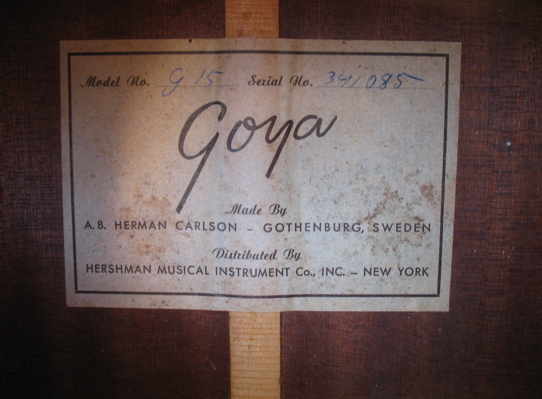 Model No. G 15 Serial No. 341085
Goya
Made By
A.B. HERMAN CARLSON – GOTHENBURG, SWEDEN
Distributed By
HERSHMAN MUSICAL INSTRUMENT Co., INC. – NEW YORK